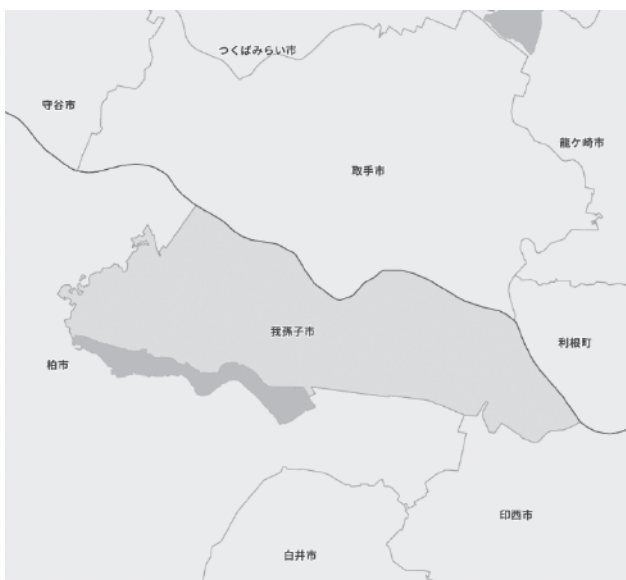 つくばみらい市
守谷市
龍ケ崎市
取手市
我孫子市
利根町
柏市
印西市
白井市